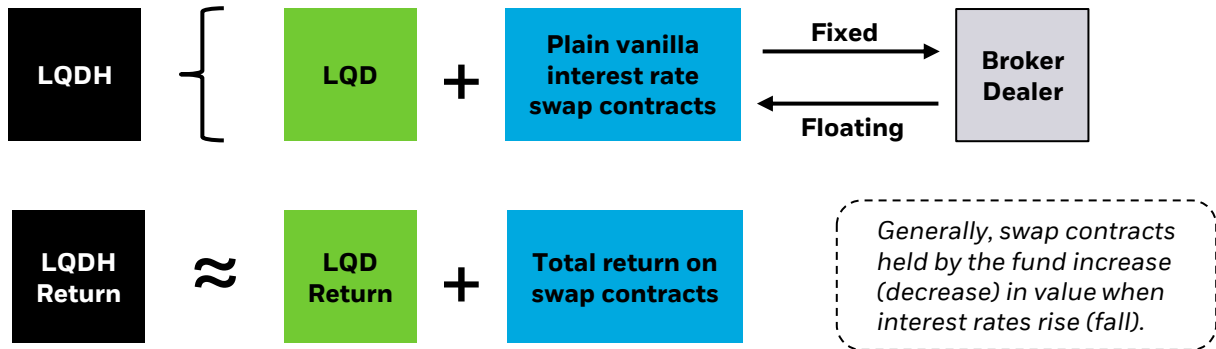 LQDH
LQD
+
Plain vanilla
interest rate
swap contracts
Fixed
Floating
Broker
Dealer
LQDH
Return
≈
LQD
Return
+
Total return on
swap contracts
Generally, swap contracts
held by the fund increase
(decrease) in value when
interest rates rise (fall).